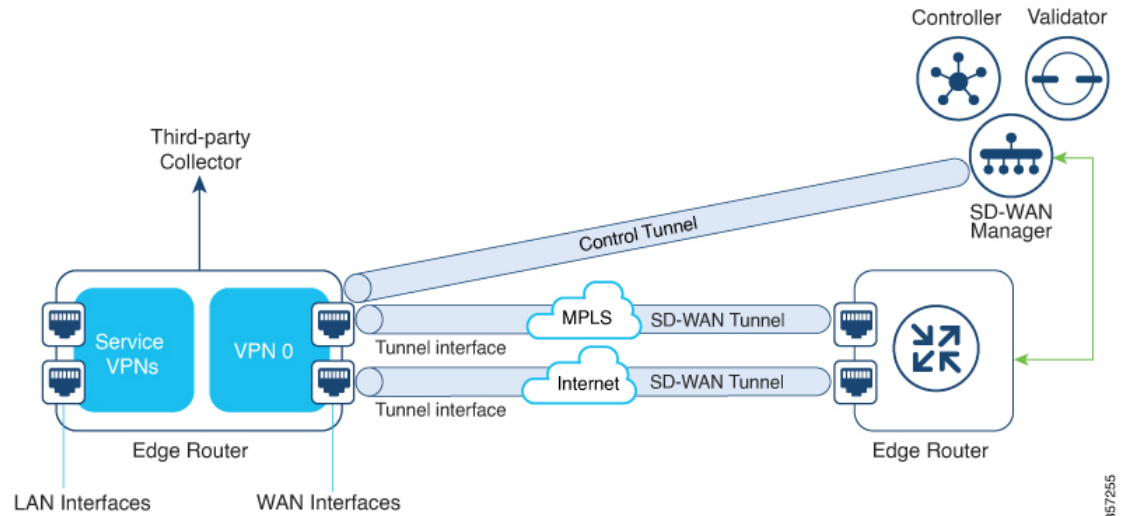 Controller
Validator
Third-party
Collector
SD-WAN
Manager
Control Tunnel
MPLS
SD-WAN Tunnel
Tunnel interface
Service
VPNs
VPN 0
Internet
SD-WAN Tunnel
Tunnel interface
Edge Router
Edge Router
LAN Interfaces
WAN Interfaces
357255